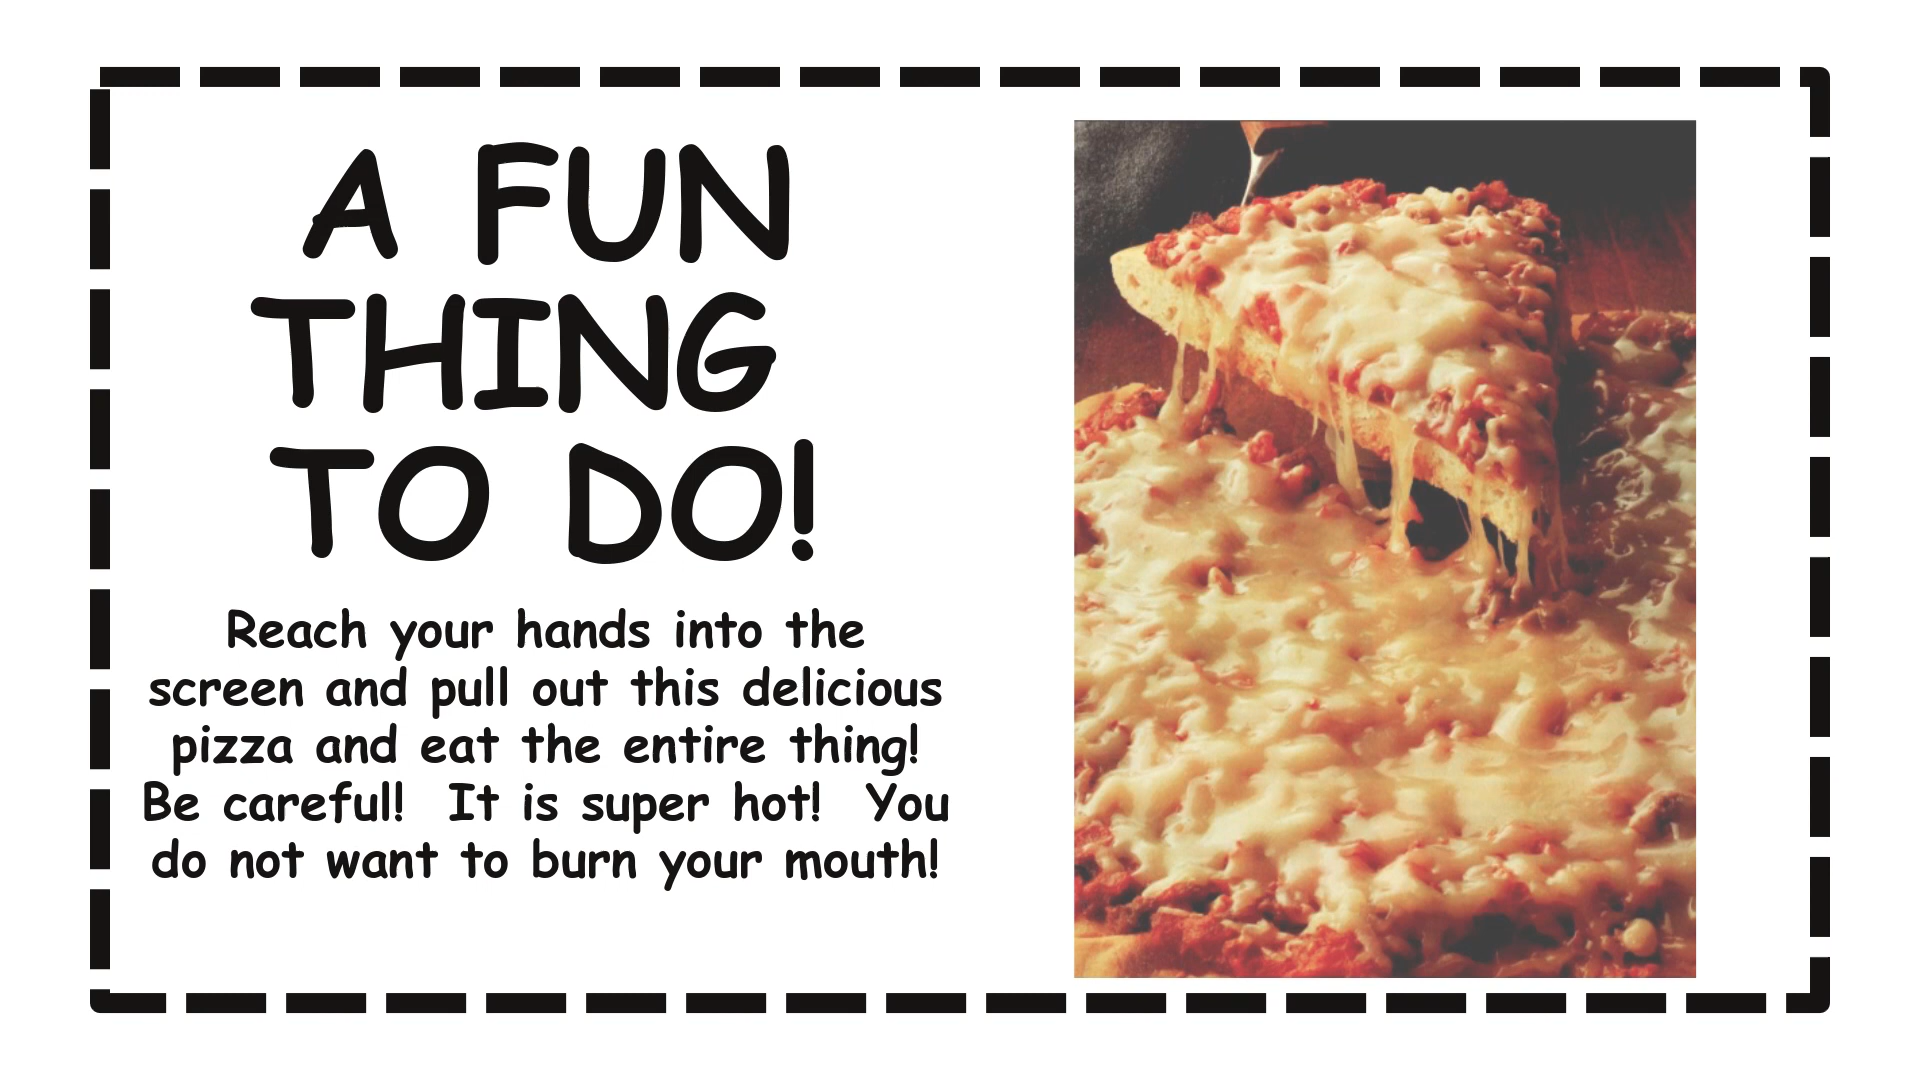 A FUN
THING
TO DO!
Reach your hands into the
screen and pull out this delicious
pizza and eat the entire thing!
Be careful!  It is super hot!  You
do not want to burn your mouth!